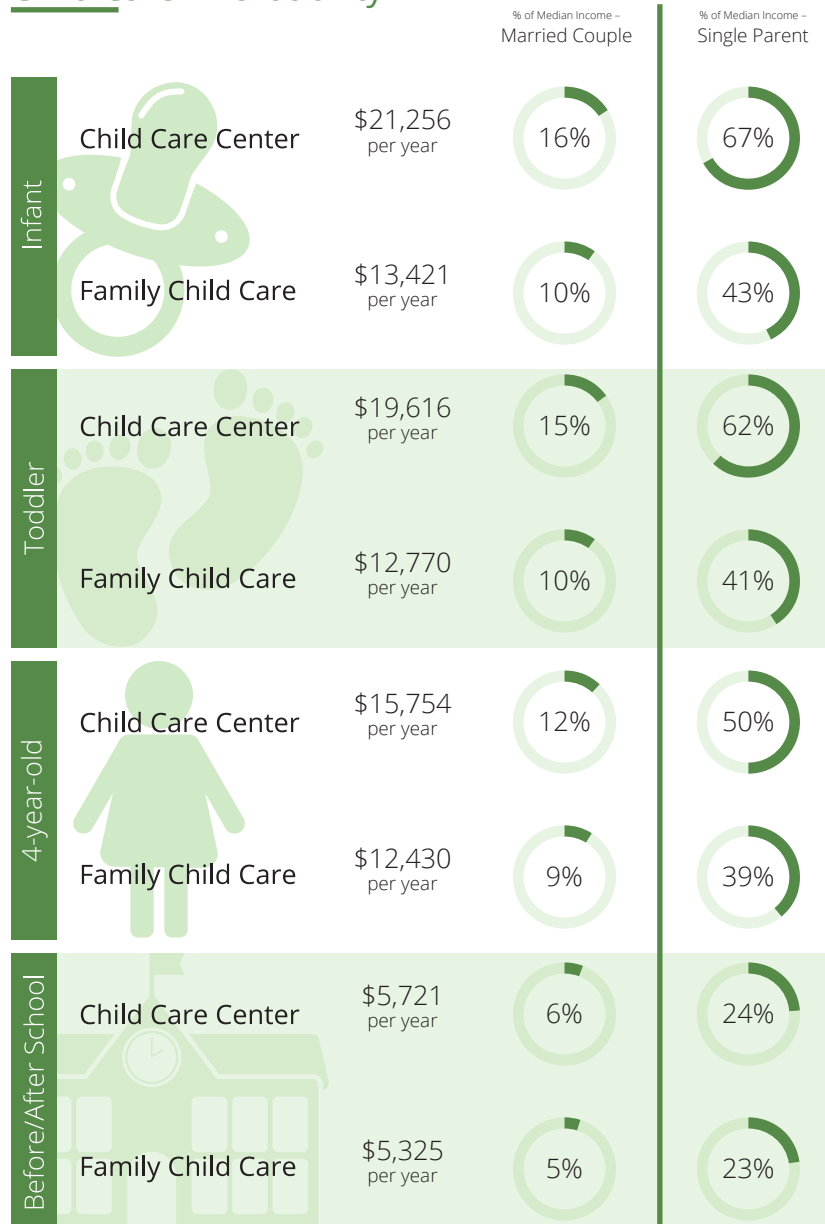 % of Median Income – Married Couple
% of Median Income – Single Parent
Infant
Child Care Center
$21,256
per year
16%
67%
Family Child Care
$13,421
per year
10%
43%
Toddler
Child Care Center
$19,616
per year
15%
62%
Family Child Care
$12,770
per year
10%
41%
4-year-old
Child Care Center
$15,754
per year
12%
50%
Family Child Care
$12,430
per year
9%
39%
Before/After School
Child Care Center
$5,721
per year
6%
24%
Family Child Care
$5,325
per year
5%
23%